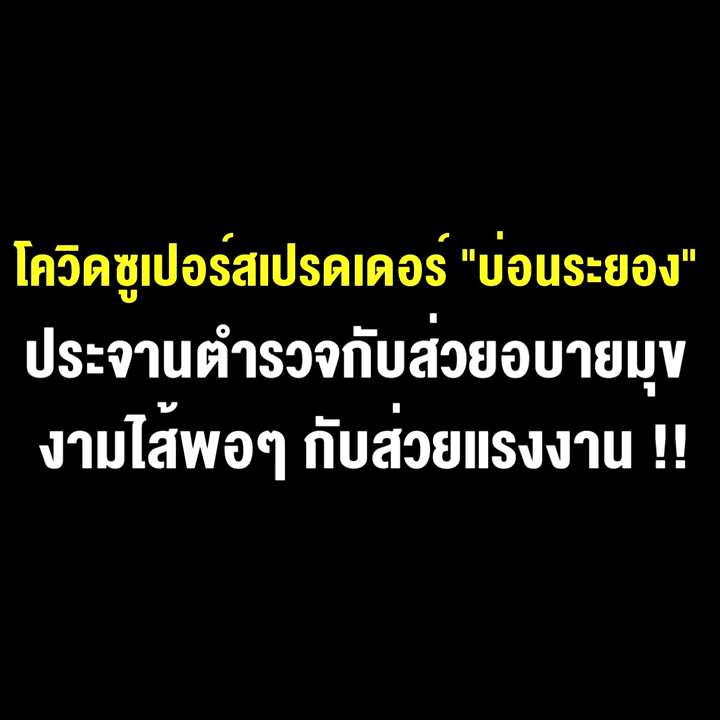 โควิดซูเปอร์สเปรดเดอร์ "บ่อนระยอง"
ประจานตำรวจกับส่วยอบายมุข
งามไส้พอๆ กับส่วยแรงงาน !!